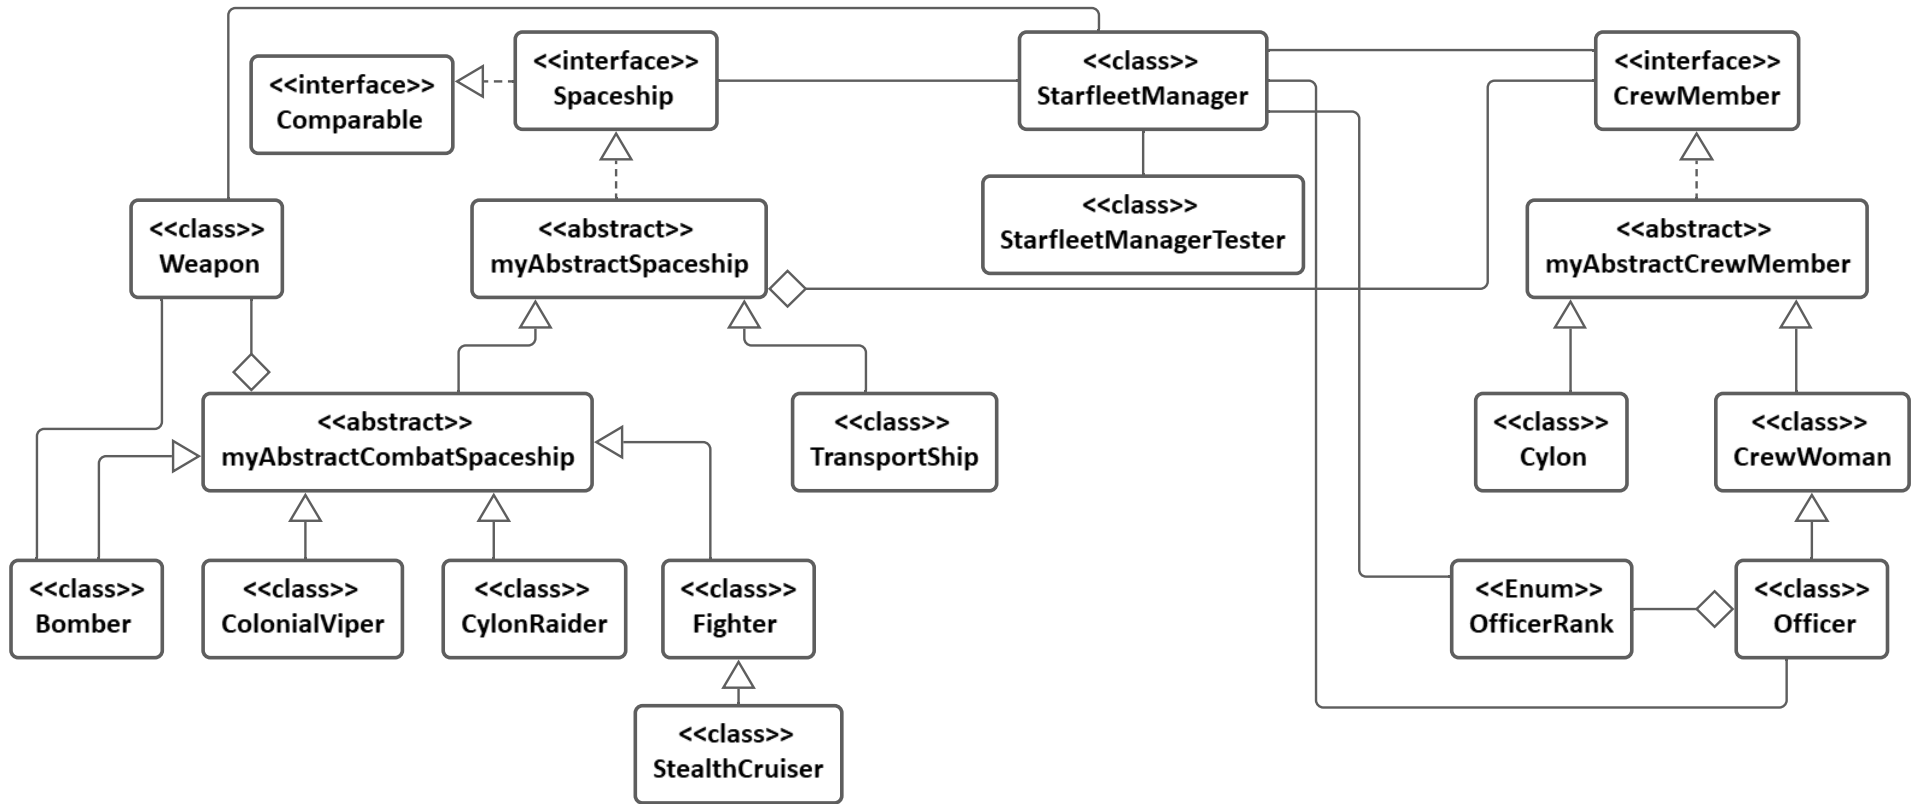 <<interface>>
Comparable
<<interface>>
Spaceship
<<class>>
StarfleetManager
<<interface>>
CrewMember
<<class>>
Weapon
<<abstract>>
myAbstractSpaceship
<<class>>
StarfleetManagerTester
<<abstract>>
myAbstractCrewMember
<<abstract>>
myAbstractCombatSpaceship
<<class>>
TransportShip
<<class>>
Cylon
<<class>>
CrewWoman
<<class>>
Bomber
<<class>>
ColonialViper
<<class>>
CylonRaider
<<class>>
Fighter
<<Enum>>
OfficerRank
<<class>>
Officer
<<class>>
StealthCruiser